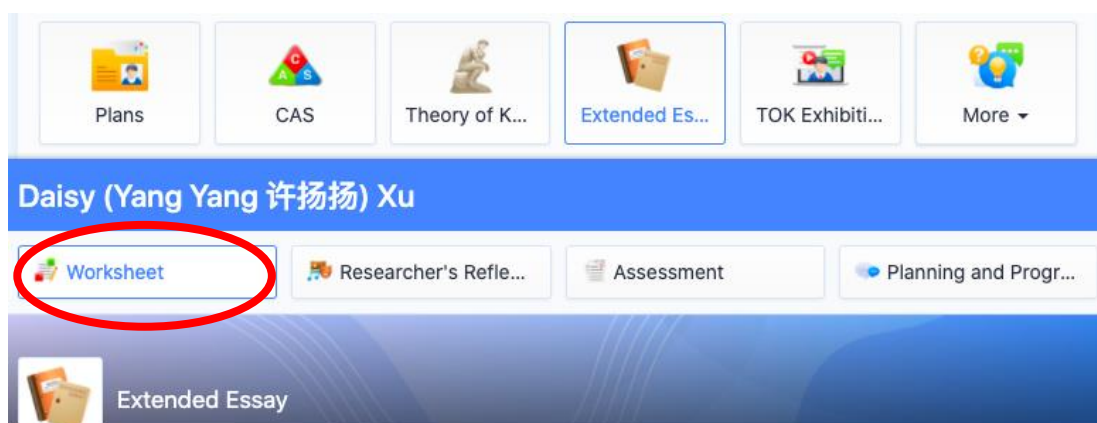 Plans CAS Theory of K... Extended Es... TOK Exhibiti... More
Daisy (Yang Yang 许扬扬) Xu
Worksheet Researcher's Refle... Assessment Planning and Progr...
Extended Essay